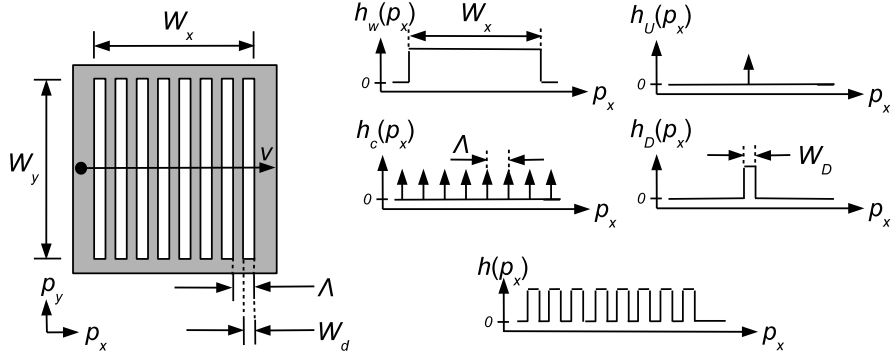 W_x
W_y
v
Λ
W_d
p_y
p_x
h_w(p_x)
W_x
0
p_x
h_U(p_x)
0
p_x
h_c(p_x)
Λ
0
p_x
h_D(p_x)
W_D
0
p_x
h(p_x)
0
p_x